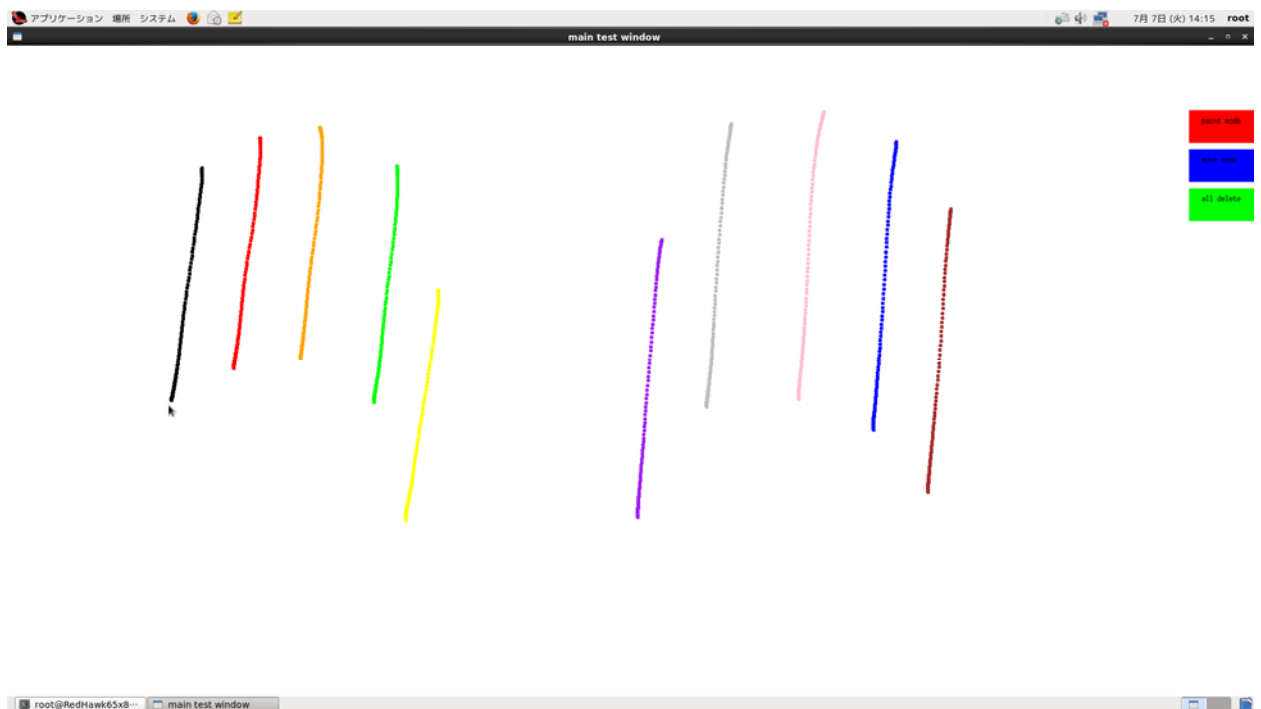 アプリケーション 場所 システム 7月 7日 (火) 14:15 root
main test window
paint mode
all delete
root@RedHawk65x8… main test window